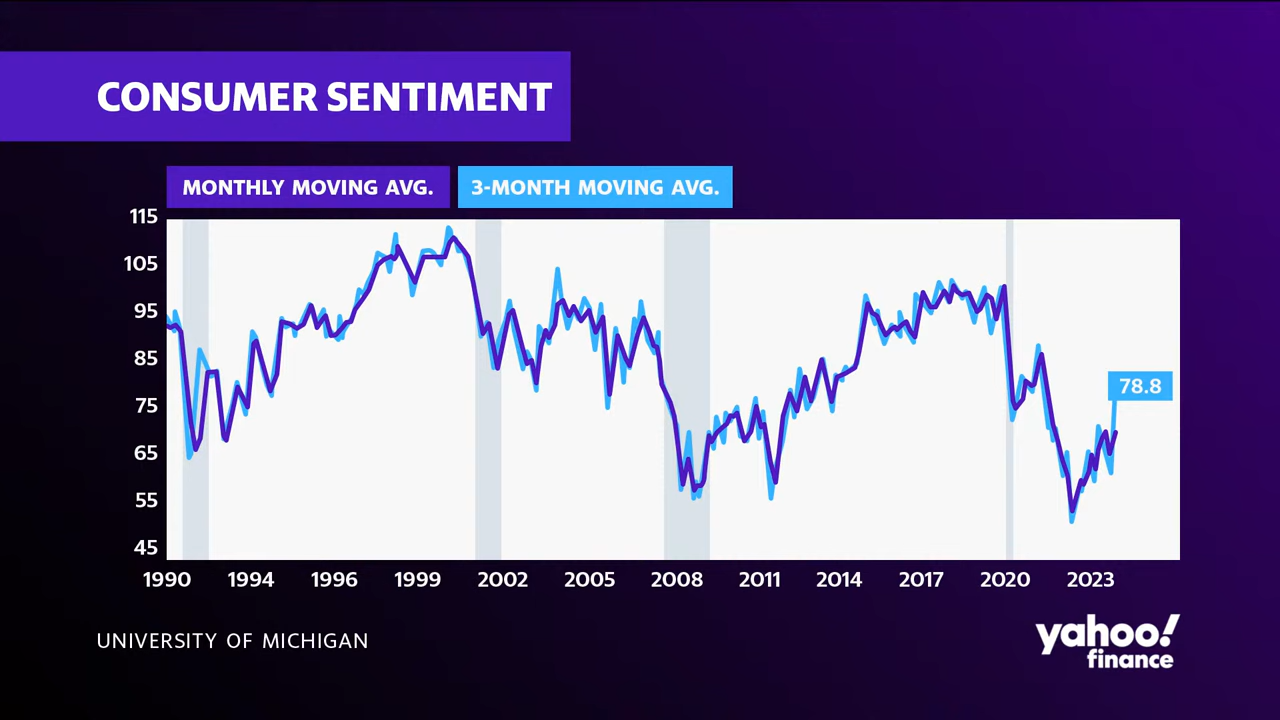 CONSUMER SENTIMENT
MONTHLY MOVING AVG. 3-MONTH MOVING AVG.
115
105
95
85
78.8
75
65
55
45
1990 1994 1996 1999 2002 2005 2008 2011 2014 2017 2020 2023
UNIVERSITY OF MICHIGAN
yahoo!
finance